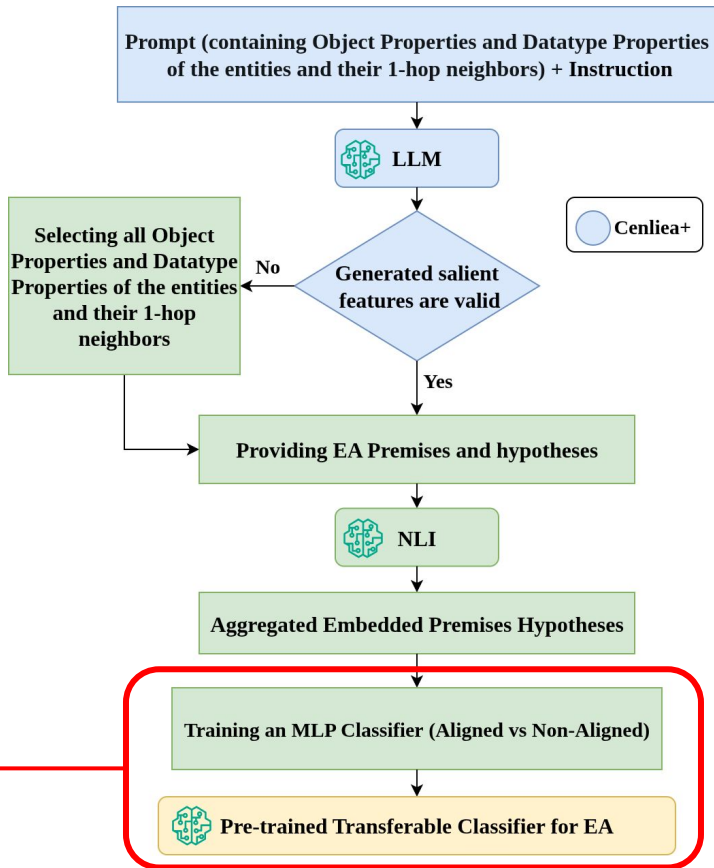 Prompt (containing Object Properties and Datatype Properties
of the entities and their 1-hop neighbors) + Instruction
LLM
Cenliea+
Generated salient
features are valid
No
Selecting all Object
Properties and Datatype
Properties of the entities
and their 1-hop
neighbors
Yes
Providing EA Premises and hypotheses
NLI
Aggregated Embedded Premises Hypotheses
Training an MLP Classifier (Aligned vs Non-Aligned)
Pre-trained Transferable Classifier for EA